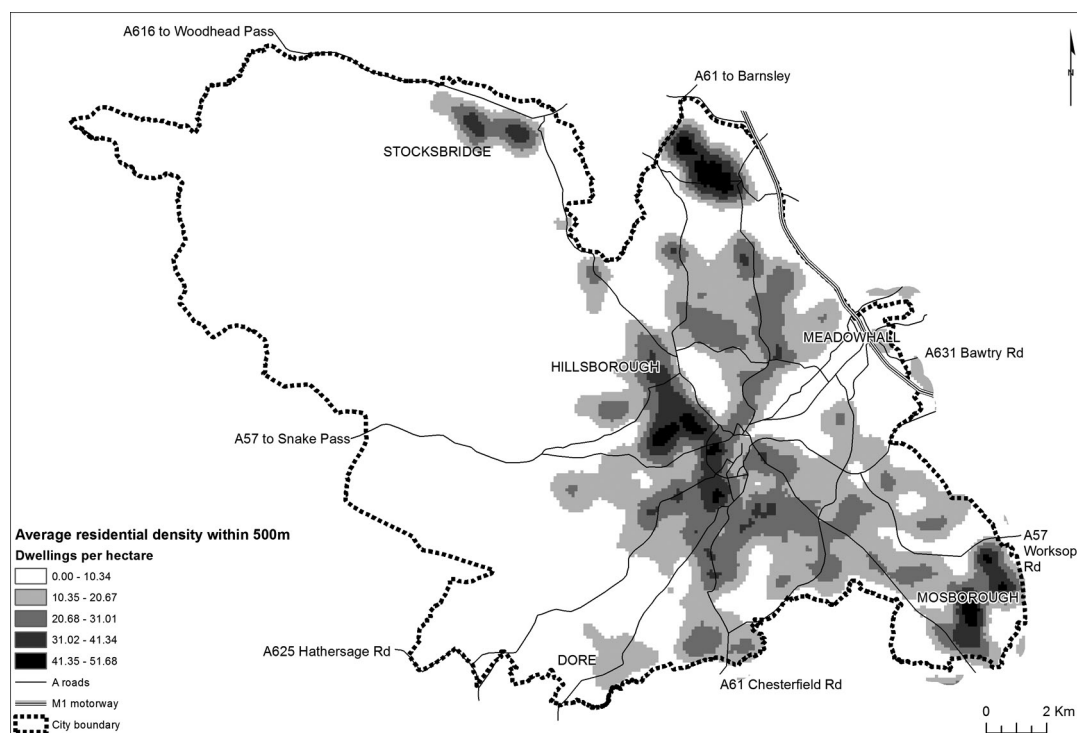 A616 to Woodhead Pass
A61 to Barnsley
N
STOCKSBRIDGE
MEADOWHALL
A631 Bawtry Rd
HILLSBOROUGH
A57 to Snake Pass
A57
Worksop
Rd
MOSBOROUGH
A625 Hathersage Rd
DORE
A61 Chesterfield Rd
Average residential density within 500m
Dwellings per hectare
0.00 - 10.34
10.35 - 20.67
20.68 - 31.01
31.02 - 41.34
41.35 - 51.68
A roads
M1 motorway
City boundary
0 2 Km